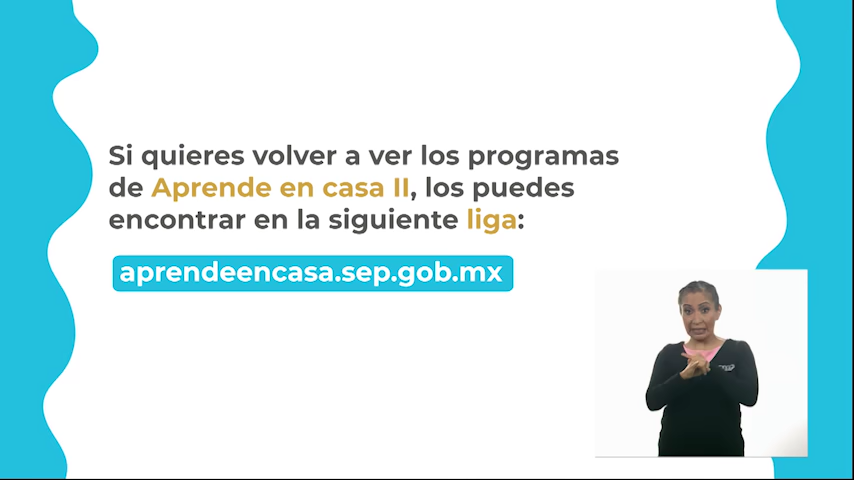 Si quieres volver a ver los programas
de Aprende en casa II, los puedes
encontrar en la siguiente liga:
aprendeencasa.sep.gob.mx